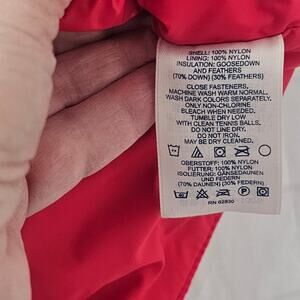 SHELL: 100% NYLON
LINING: 100% NYLON
INSULATION: GOOSEDOWN
AND FEATHERS
(70% DOWN) (30% FEATHERS)
CLOSE FASTENERS,
MACHINE WASH WARM NORMAL.
WASH DARK COLORS SEPARATELY.
ONLY NON-CHLORINE
BLEACH WHEN NEEDED.
TUMBLE DRY LOW
WITH CLEAN TENNIS BALLS.
DO NOT LINE DRY.
DO NOT IRON.
MAY BE DRY CLEANED.
OBERSTOFF: 100% NYLON
FUTTER: 100% NYLON
ISOLIERUNG: GÄNSEDAUNEN
UND FEDERN
(70% DAUNEN) (30% FEDERN)
RN 62830